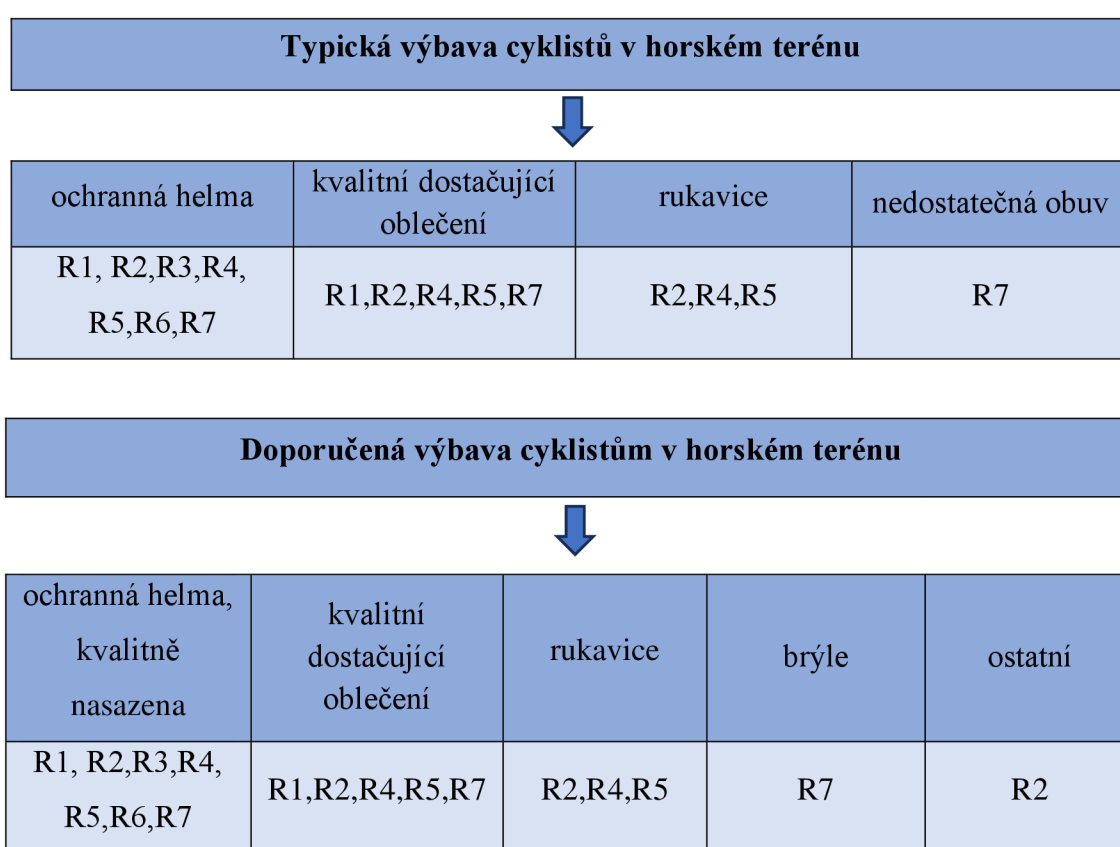 Typická výbava cyklistů v horském terénu
ochranná helma
kvalitní dostačující
oblečení
rukavice
nedostatečná obuv
R1, R2,R3,R4,
R5,R6,R7
R1,R2,R4,R5,R7
R2,R4,R5
R7
Doporučená výbava cyklistům v horském terénu
ochranná helma,
kvalitně
nasazena
kvalitní
dostačující
oblečení
rukavice
brýle
ostatní
R1, R2,R3,R4,
R5,R6,R7
R1,R2,R4,R5,R7
R2,R4,R5
R7
R2